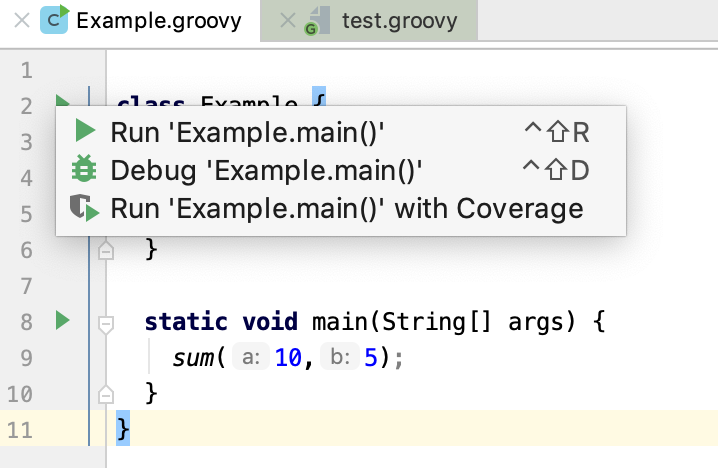 Example.groovy test.groovy
1
2 class Example {
3 Run 'Example.main()' ^⇧R
4 Debug 'Example.main()' ^⇧D
5 Run 'Example.main()' with Coverage
6 }
7
8 static void main(String[] args) {
9 sum( a: 10, b: 5);
10 }
11 }